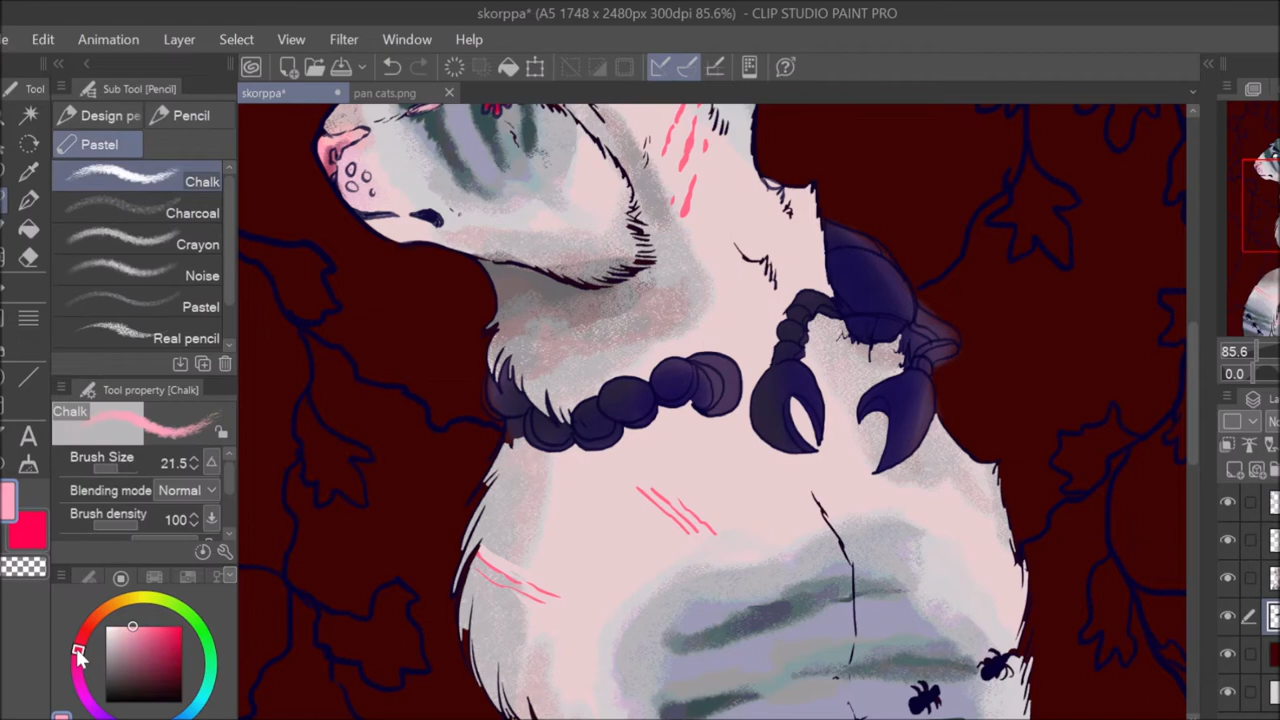 skorppa* (A5 1748 x 2480px 300dpi 85.6%) - CLIP STUDIO PAINT PRO
Edit Animation Layer Select View Filter Window Help
Tool
Sub Tool [Pencil]
skorppa*
pan cats.png
Design pe
Pencil
Pastel
Chalk
Charcoal
Crayon
Noise
Pastel
Real pencil
Tool property [Chalk]
Chalk
Brush Size 21.5
Blending mode Normal
Brush density 100
A
85.6
0.0